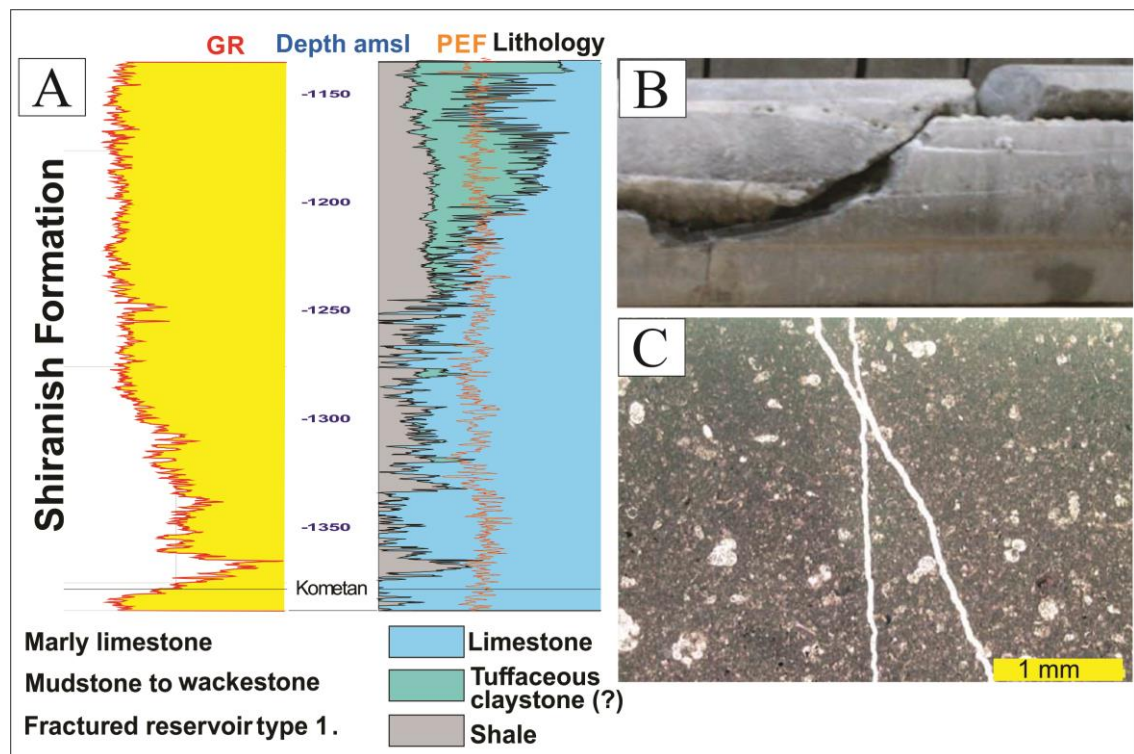 GR Depth amsl PEF Lithology
A
Shiranish Formation
-1150
-1200
-1250
-1300
-1350
Kometan
Marly limestone
Mudstone to wackestone
Fractured reservoir type 1.
Limestone
Tuffaceous
claystone (?)
Shale
B
C
1 mm